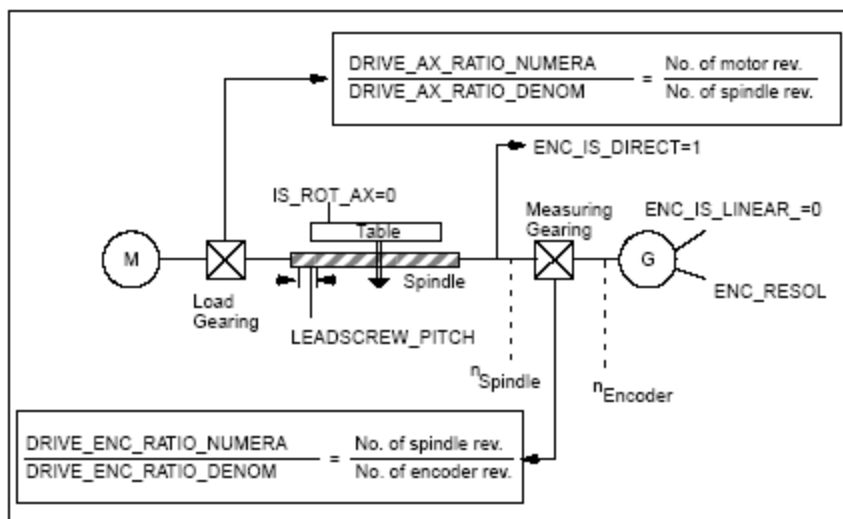 DRIVE_AX_RATIO_NUMERA = No. of motor rev.
DRIVE_AX_RATIO_DENOM No. of spindle rev.
ENC_IS_DIRECT=1
IS_ROT_AX=0
Measuring
Gearing
ENC_IS_LINEAR_=0
Table
M
G
Spindle
Load
Gearing
ENC_RESOL
LEADSCREW_PITCH
nSpindle
nEncoder
DRIVE_ENC_RATIO_NUMERA = No. of spindle rev.
DRIVE_ENC_RATIO_DENOM No. of encoder rev.